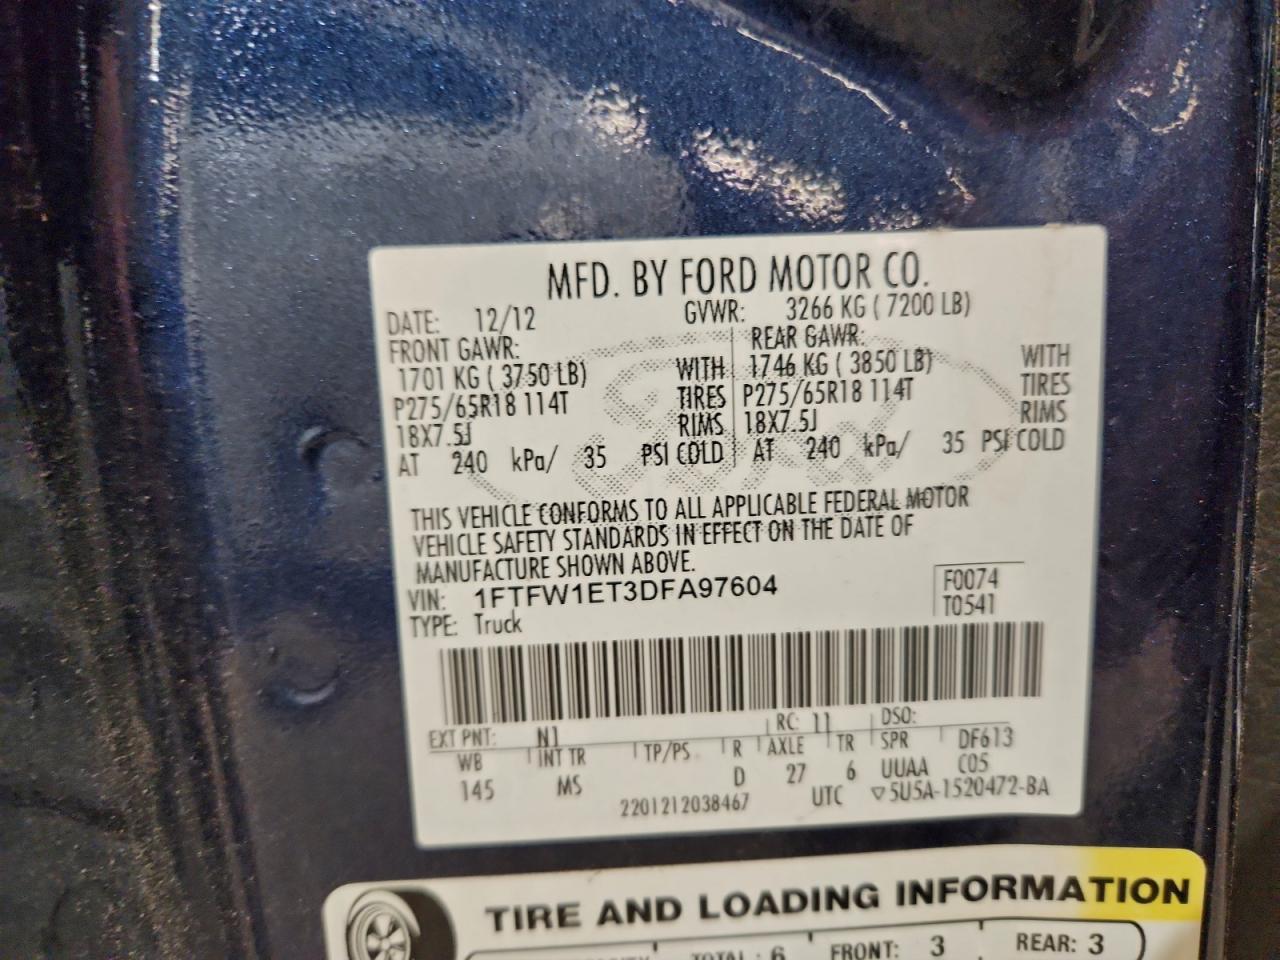 MFD. BY FORD MOTOR CO.
DATE: 12/12 GVWR: 3266 KG ( 7200 LB)
FRONT GAWR: REAR GAWR:
1701 KG ( 3750 LB) WITH 1746 KG ( 3850 LB) WITH
P275/65R18 114T TIRES P275/65R18 114T TIRES
18X7.5J RIMS 18X7.5J RIMS
AT 240 kPa/ 35 PSI COLD AT 240 kPa/ 35 PSI COLD
THIS VEHICLE CONFORMS TO ALL APPLICABLE FEDERAL MOTOR
VEHICLE SAFETY STANDARDS IN EFFECT ON THE DATE OF
MANUFACTURE SHOWN ABOVE.
VIN: 1FTFW1ET3DFA97604 F0074
TYPE: Truck T0541
EXT PNT: N1 RC: 11 DSO:
WB INT TR TP/PS R AXLE TR SPR DF613
145 MS D 27 6 UUAA C05
2201212038467 UTC ▽5U5A-1520472-BA
TIRE AND LOADING INFORMATION
TOTAL: 6 FRONT: 3 REAR: 3